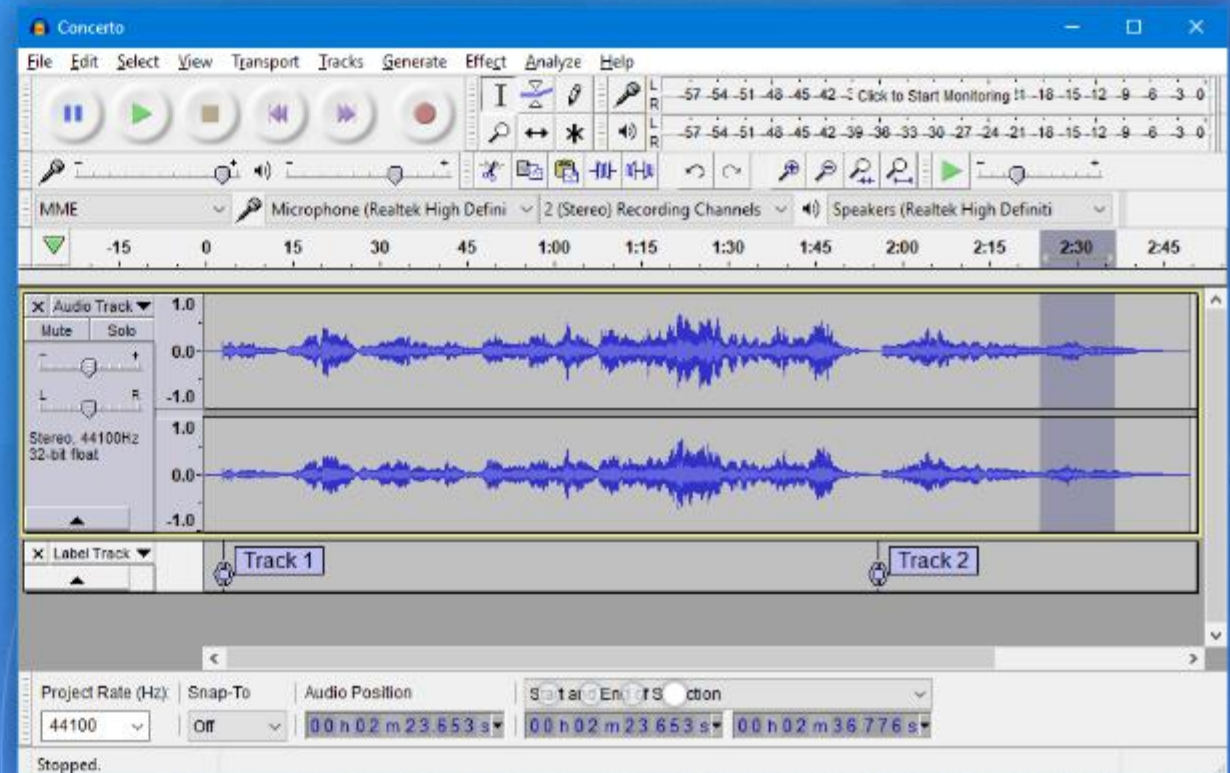 Concerto
File Edit Select View Transport Tracks Generate Effect Analyze Help
L R -57 -54 -51 -48 -45 -42 Click to Start Monitoring -18 -15 -12 -9 -6 -3 0
L R -57 -54 -51 -48 -45 -42 -39 -36 -33 -30 -27 -24 -21 -18 -15 -12 -9 -6 -3 0
MME Microphone (Realtek High Defini 2 (Stereo) Recording Channels Speakers (Realtek High Definiti
-15 0 15 30 45 1:00 1:15 1:30 1:45 2:00 2:15 2:30 2:45
Audio Track 1.0
Mute Solo
0.0
L R -1.0
Stereo, 44100Hz 1.0
32-bit float
0.0
-1.0
Label Track Track 1 Track 2
Project Rate (Hz): Snap-To Audio Position Start and End of Selection
44100 Off 00 h 02 m 23.653 s 00 h 02 m 23.653 s 00 h 02 m 36.776 s
Stopped.